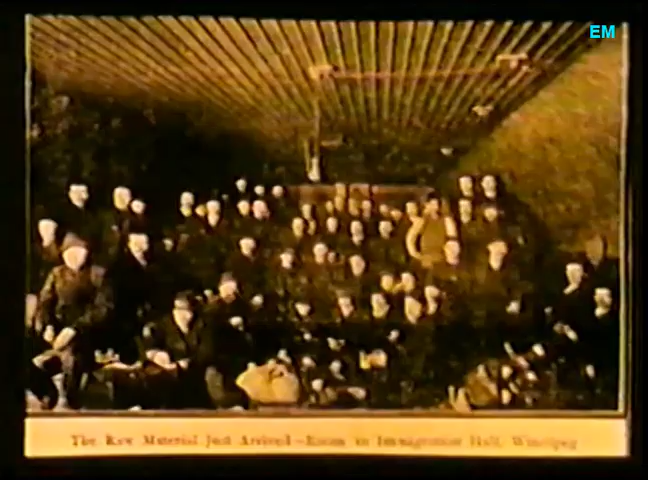 EM
The Raw Material Just Arrived—Room in Immigration Hall, Winnipeg